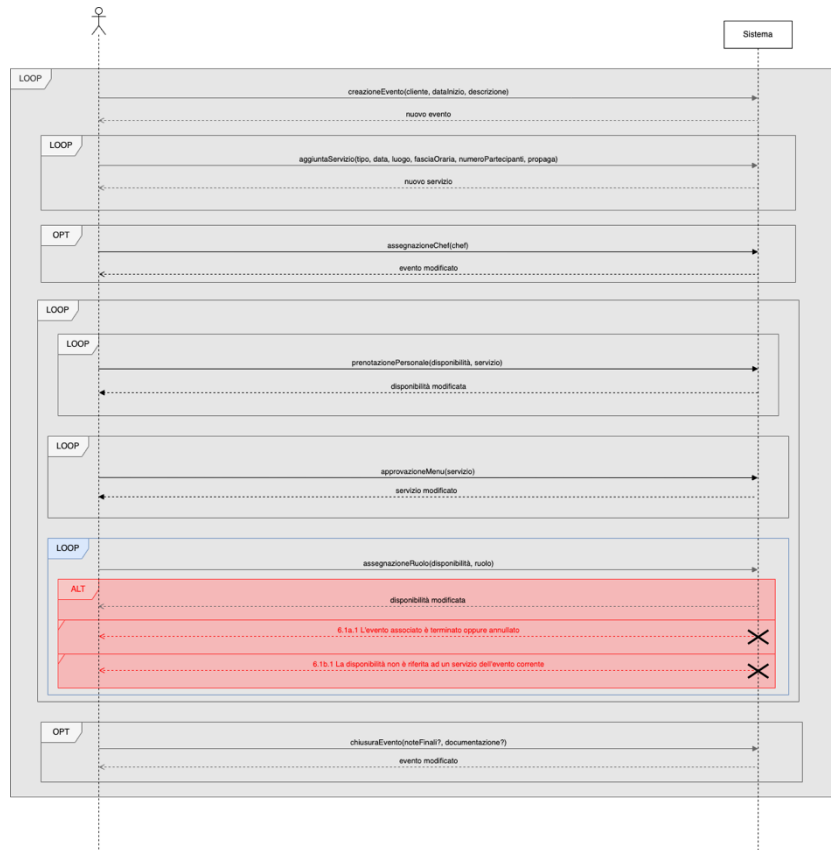 Sistema
LOOP
creazioneEvento(cliente, dataInizio, descrizione)
nuovo evento
LOOP
aggiuntaServizio(tipo, data, luogo, fasciaOraria, numeroPartecipanti, propaga)
nuovo servizio
OPT
assegnazioneChef(chef)
evento modificato
LOOP
LOOP
prenotazionePersonale(disponibilità, servizio)
disponibilità modificata
LOOP
approvazioneMenu(servizio)
servizio modificato
LOOP
assegnazioneRuolo(disponibilità, ruolo)
ALT
disponibilità modificata
6.1a.1 L'evento associato è terminato oppure annullato
6.1b.1 La disponibilità non è riferita ad un servizio dell'evento corrente
OPT
chiusuraEvento(noteFinali?, documentazione?)
evento modificato